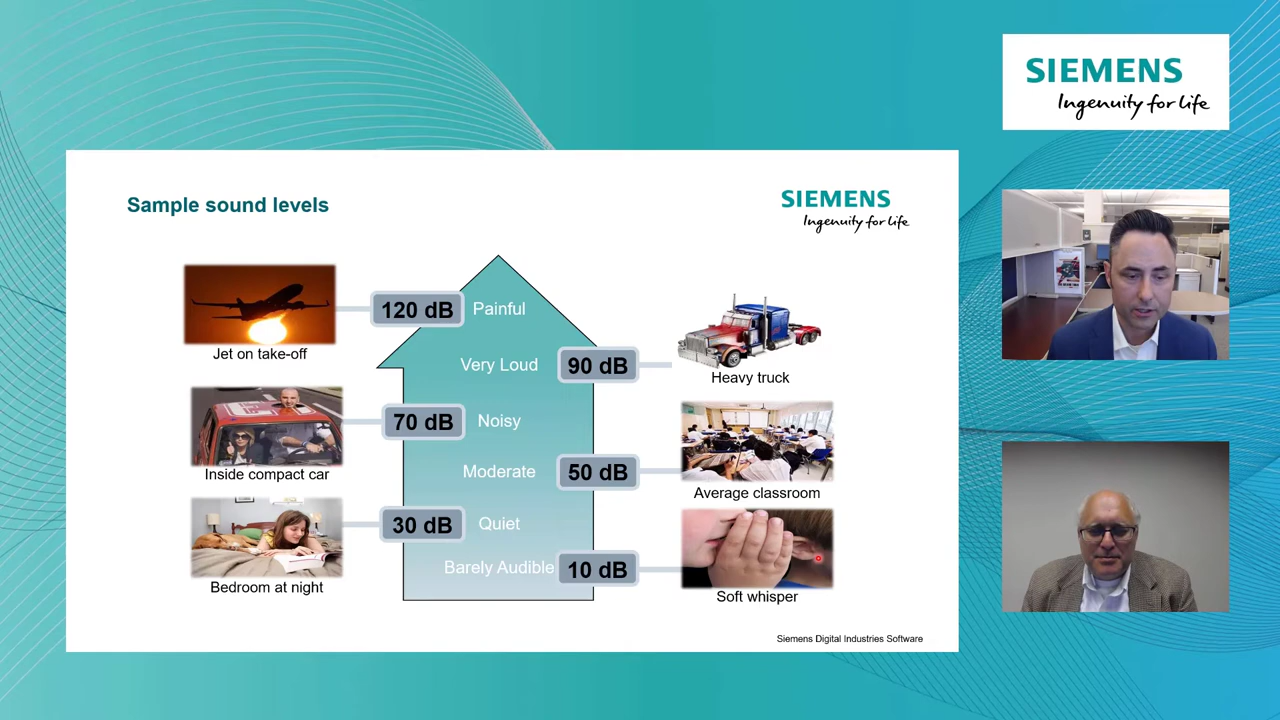 SIEMENS
Ingenuity for life
Sample sound levels
SIEMENS
Ingenuity for life
120 dB
Painful
Jet on take-off
Very Loud
90 dB
Heavy truck
70 dB
Noisy
Inside compact car
Moderate
50 dB
Average classroom
30 dB
Quiet
Bedroom at night
Barely Audible
10 dB
Soft whisper
Siemens Digital Industries Software